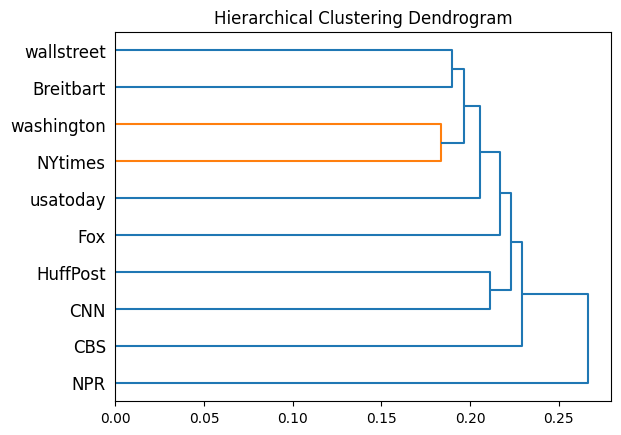 Hierarchical Clustering Dendrogram
wallstreet
Breitbart
washington
NYtimes
usatoday
Fox
HuffPost
CNN
CBS
NPR
0.00 0.05 0.10 0.15 0.20 0.25